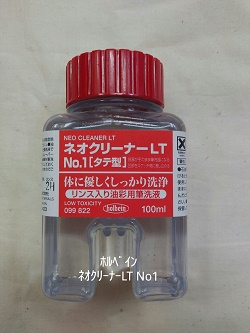 NEO CLEANER LT
ネオクリーナー LT
No.1[タテ型]
体に優しくしっかり洗浄
リンス入り油彩用筆洗液
LOW TOXICITY
099 822
holbein
100ml
ホルベイン
ネオクリーナーLT No1